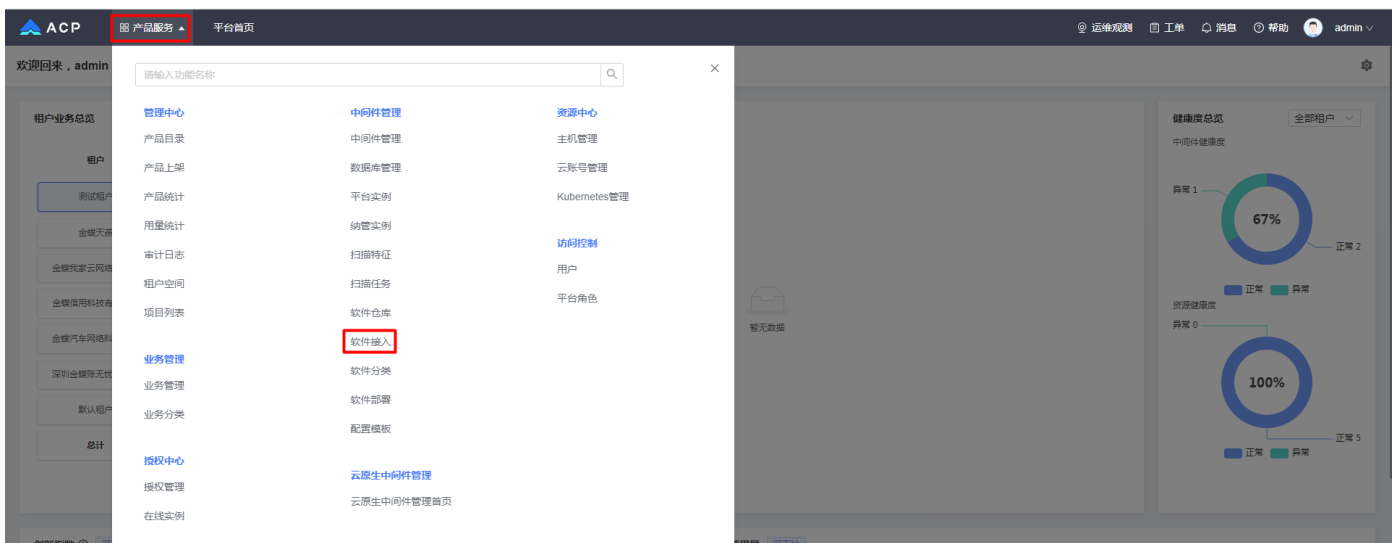 ACP
产品服务
平台首页
运维观测
工单
消息
帮助
admin
欢迎回来，admin
请输入功能名称
租户业务总览
租户
测试租户
金蝶天燕
金蝶我家云网络
金蝶信用科技有
金蝶汽车网络科
深圳金蝶账无忧
默认租户
总计
管理中心
产品目录
产品上架
产品统计
用量统计
审计日志
租户空间
项目列表
业务管理
业务管理
业务分类
授权中心
授权管理
在线实例
中间件管理
中间件管理
数据库管理
平台实例
纳管实例
扫描特征
扫描任务
软件仓库
软件接入
软件分类
软件部署
配置模板
云原生中间件管理
云原生中间件管理首页
资源中心
主机管理
云账号管理
Kubernetes管理
访问控制
用户
平台角色
暂无数据
健康度总览
全部租户
中间件健康度
异常 1
67%
正常 2
正常
异常
资源健康度
异常 0
100%
正常 5
正常
异常